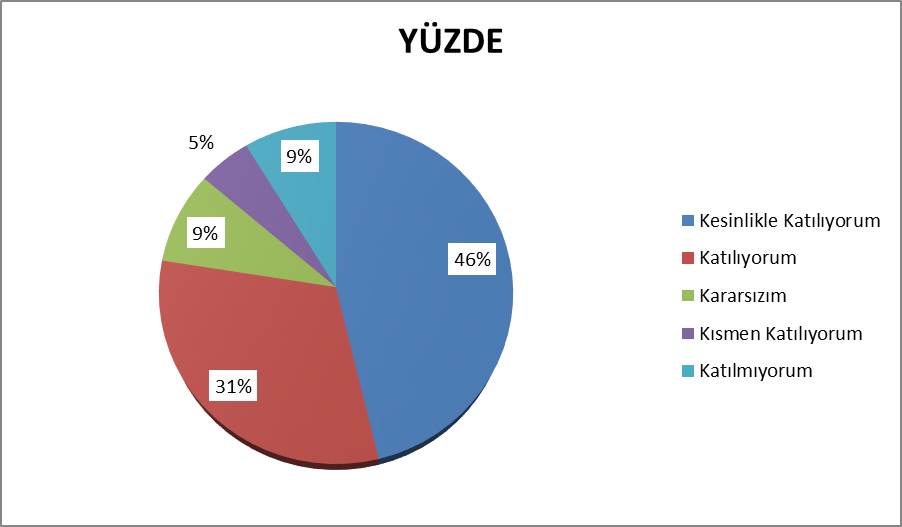 YÜZDE
5%
9%
9%
46%
31%
Kesinlikle Katılıyorum
Katılıyorum
Kararsızım
Kısmen Katılıyorum
Katılmıyorum